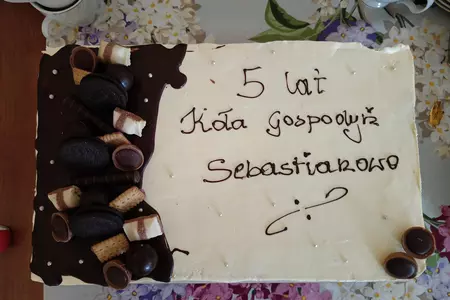 5 lat
Koła Gospodyń
Sebastianowo